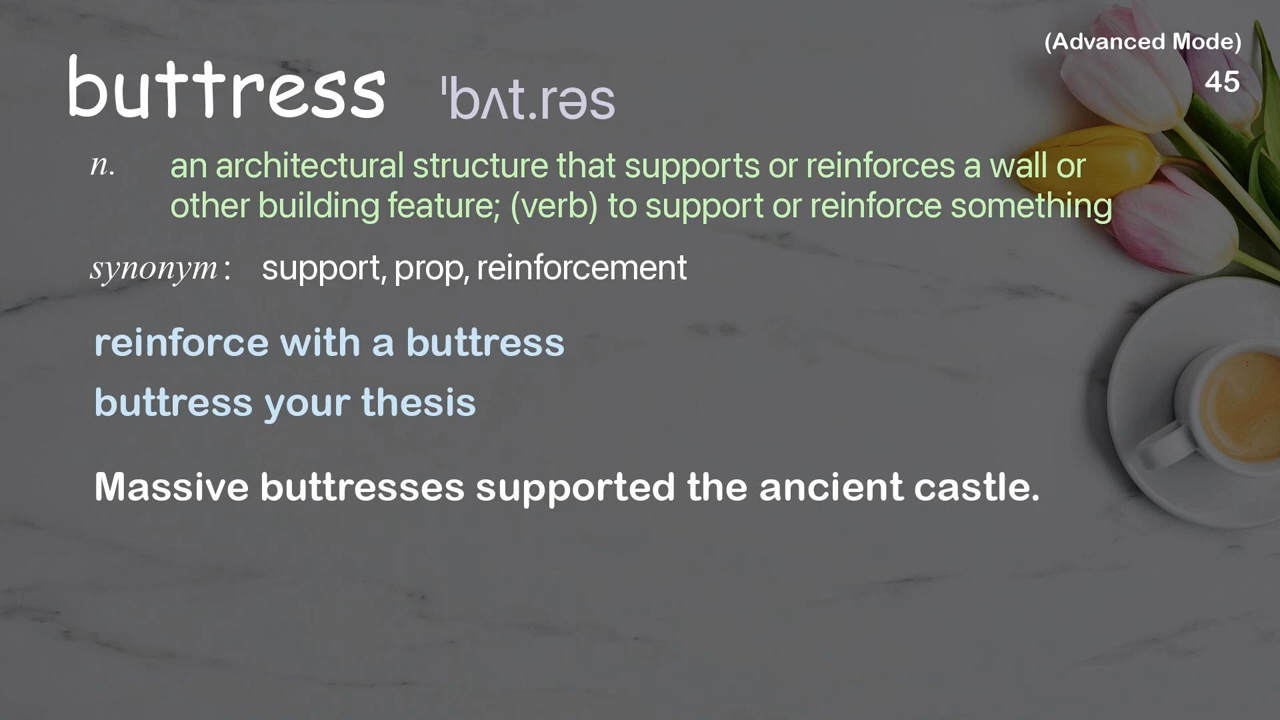 (Advanced Mode)
buttress ˈbʌt.rəs
45
n. an architectural structure that supports or reinforces a wall or
other building feature; (verb) to support or reinforce something
synonym: support, prop, reinforcement
reinforce with a buttress
buttress your thesis
Massive buttresses supported the ancient castle.